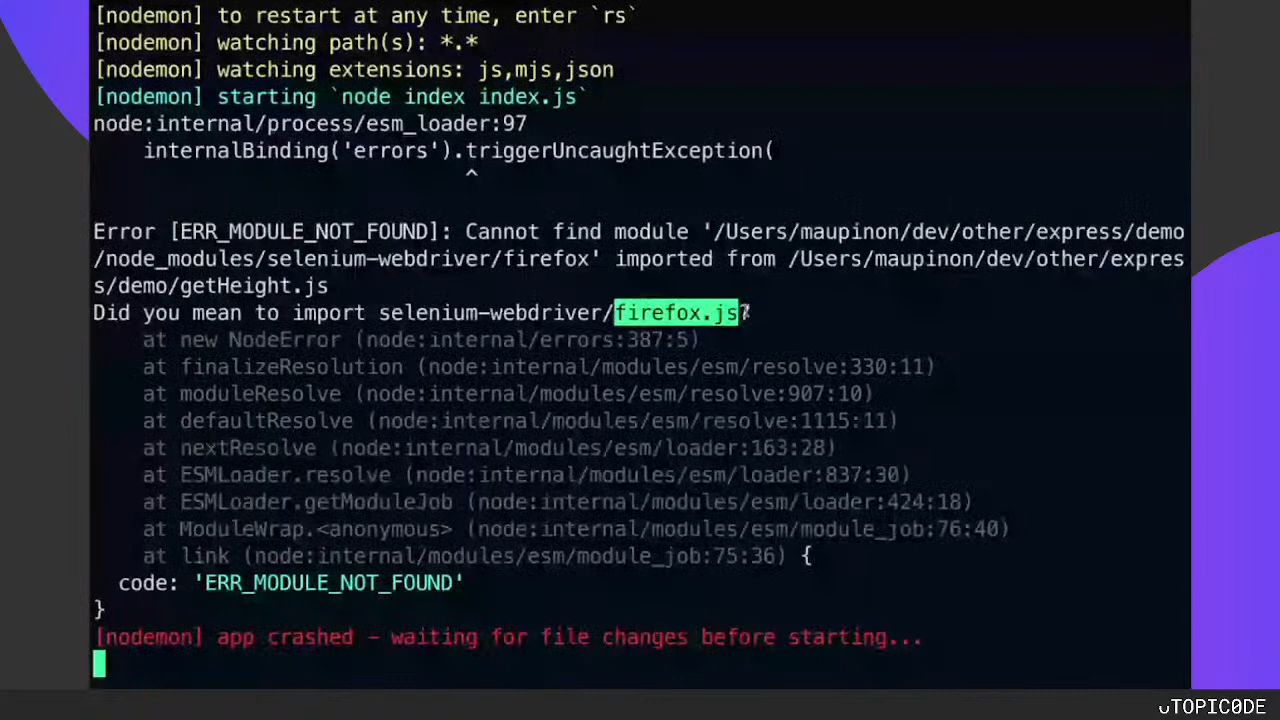 [nodemon] to restart at any time, enter `rs`
[nodemon] watching path(s): *.*
[nodemon] watching extensions: js,mjs,json
[nodemon] starting `node index index.js`
node:internal/process/esm_loader:97
    internalBinding('errors').triggerUncaughtException(
                              ^
Error [ERR_MODULE_NOT_FOUND]: Cannot find module '/Users/maupinon/dev/other/express/demo
/node_modules/selenium-webdriver/firefox' imported from /Users/maupinon/dev/other/expres
s/demo/getHeight.js
Did you mean to import selenium-webdriver/firefox.js?
    at new NodeError (node:internal/errors:387:5)
    at finalizeResolution (node:internal/modules/esm/resolve:330:11)
    at moduleResolve (node:internal/modules/esm/resolve:907:10)
    at defaultResolve (node:internal/modules/esm/resolve:1115:11)
    at nextResolve (node:internal/modules/esm/loader:163:28)
    at ESMLoader.resolve (node:internal/modules/esm/loader:837:30)
    at ESMLoader.getModuleJob (node:internal/modules/esm/loader:424:18)
    at ModuleWrap.<anonymous> (node:internal/modules/esm/module_job:76:40)
    at link (node:internal/modules/esm/module_job:75:36) {
  code: 'ERR_MODULE_NOT_FOUND'
}
[nodemon] app crashed - waiting for file changes before starting...
υTOPIC0DE